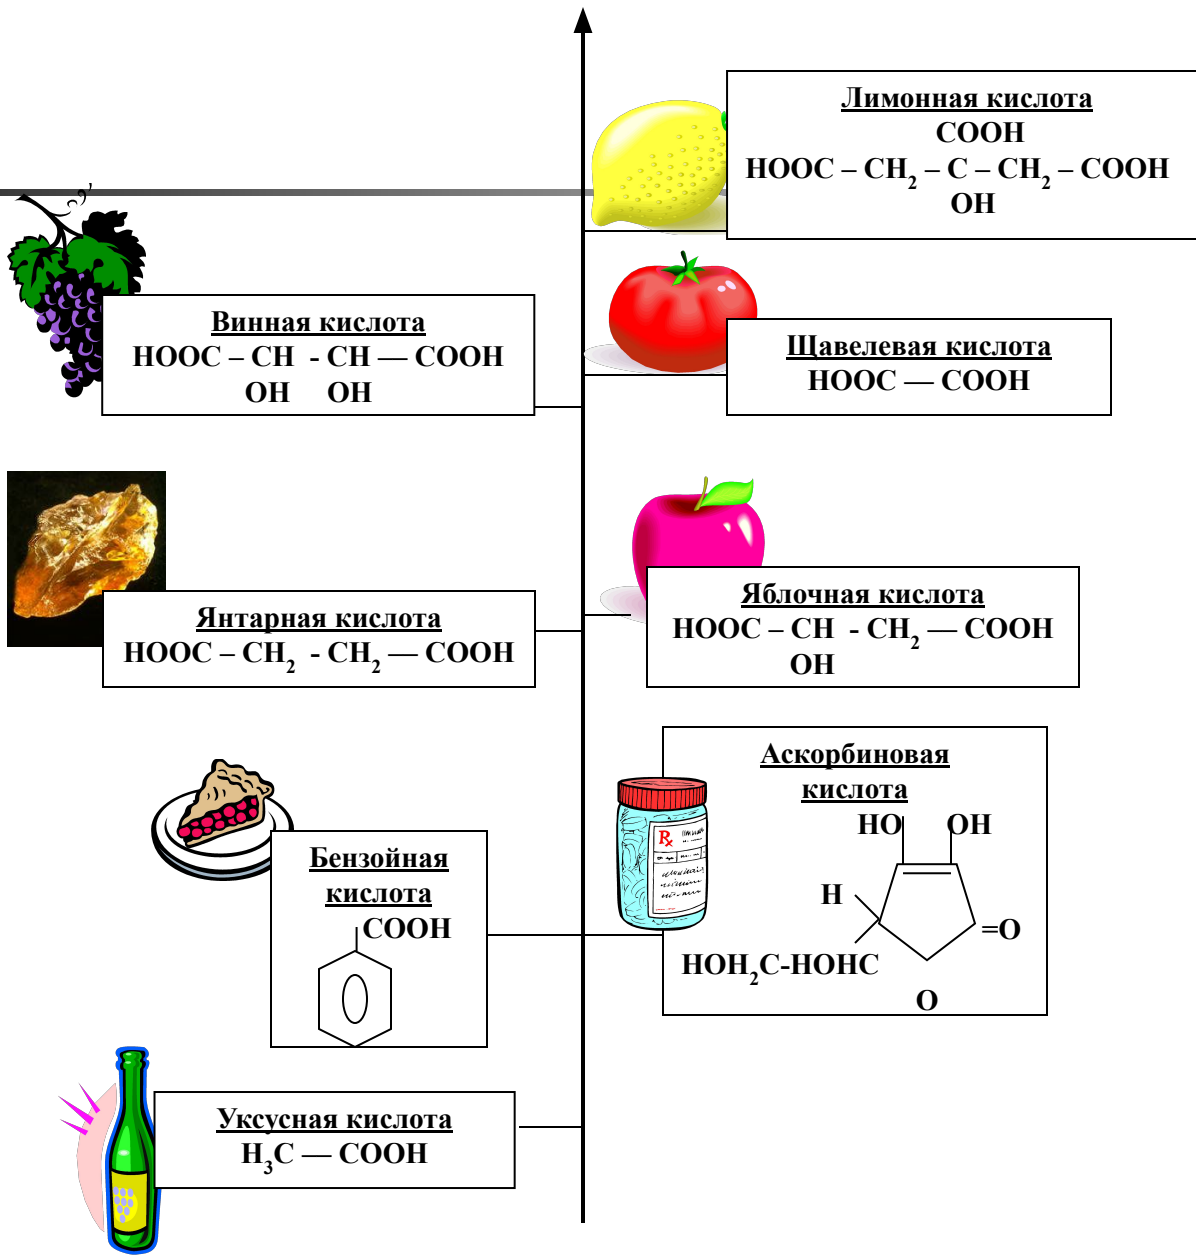 Лимонная кислота
COOH
HOOC – CH₂ – C – CH₂ – COOH
OH
Винная кислота
HOOC – CH - CH — COOH
OH OH
Щавелевая кислота
HOOC — COOH
Янтарная кислота
HOOC – CH₂ - CH₂ — COOH
Яблочная кислота
HOOC – CH - CH₂ — COOH
OH
Бензойная
кислота
COOH
Аскорбиновая
кислота
HO OH
H
=O
HOH₂C-HOHC
O
Rx
Уксусная кислота
H₃C — COOH